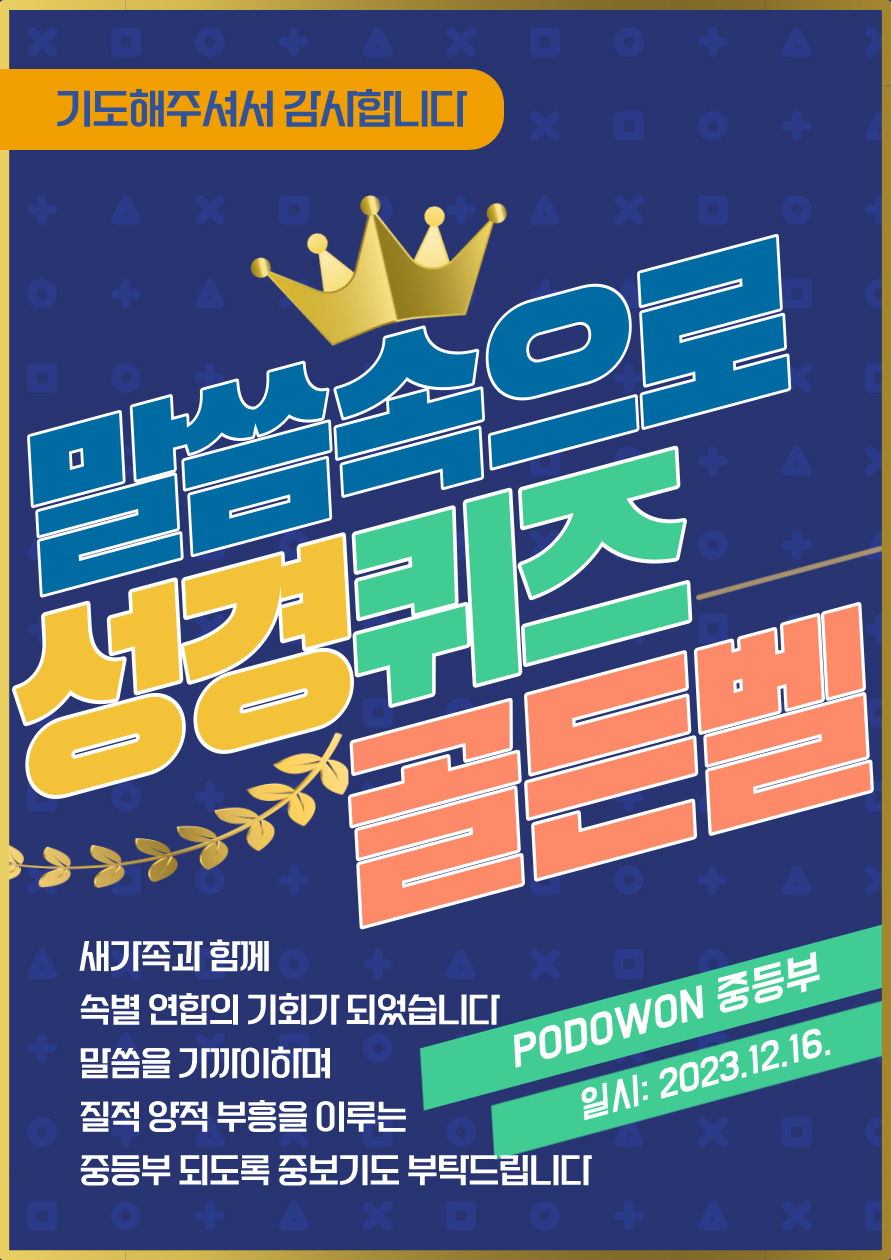 기도해주셔서 감사합니다
말씀속으로
성경퀴즈
골든벨
새가족과 함께
속별 연합의 기회가 되었습니다
말씀을 가까이하며
질적 양적 부흥을 이루는
중등부 되도록 중보기도 부탁드립니다
PODOWON 중등부
일시: 2023.12.16.